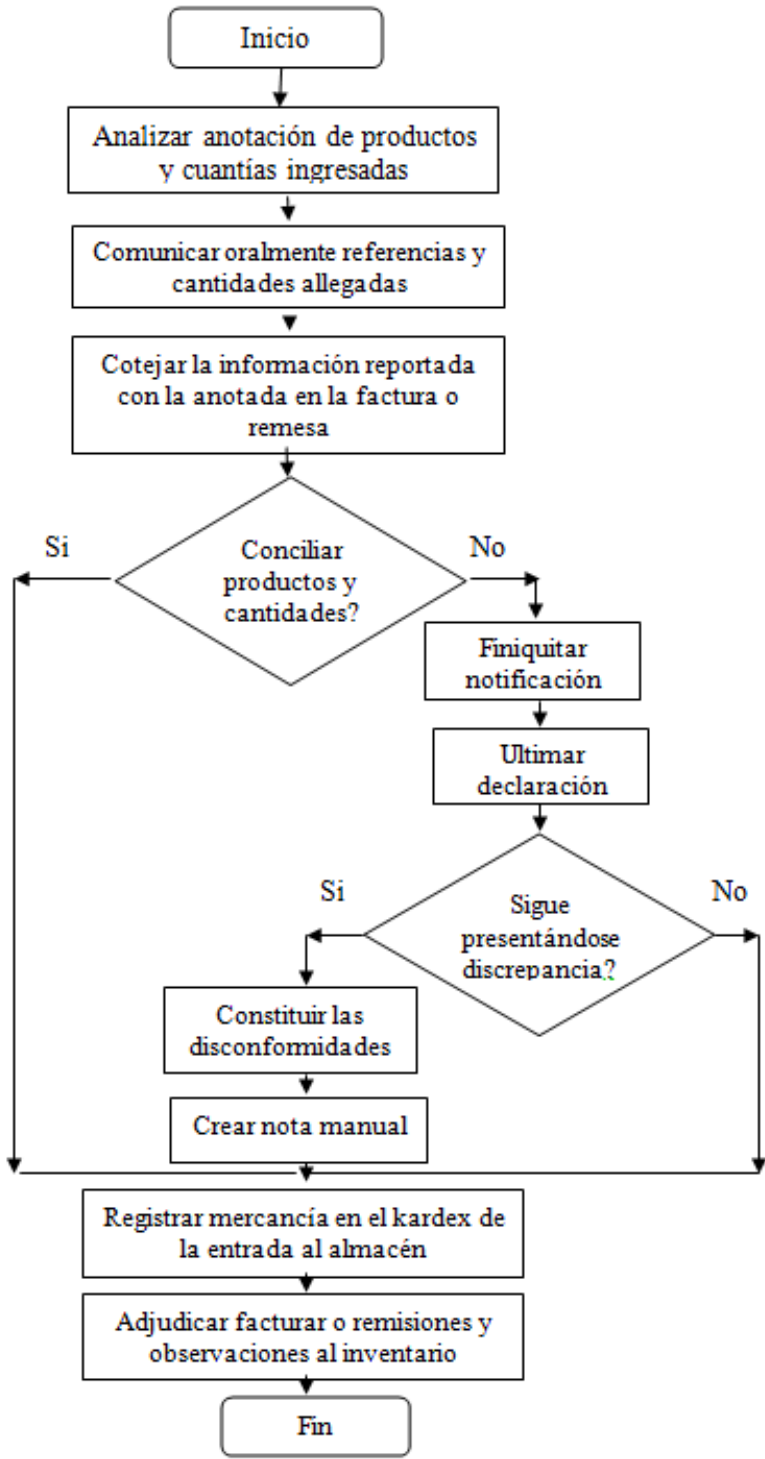 Inicio
Analizar anotación de productos
y cuantías ingresadas
Comunicar oralmente referencias y
cantidades allegadas
Cotejar la información reportada
con la anotada en la factura o
remesa
Si
Conciliar
productos y
cantidades?
No
Finiquitar
notificación
Ultimar
declaración
Si
Sigue
presentándose
discrepancia?
No
Constituir las
disconformidades
Crear nota manual
Registrar mercancía en el kardex de
la entrada al almacén
Adjudicar facturar o remisiones y
observaciones al inventario
Fin